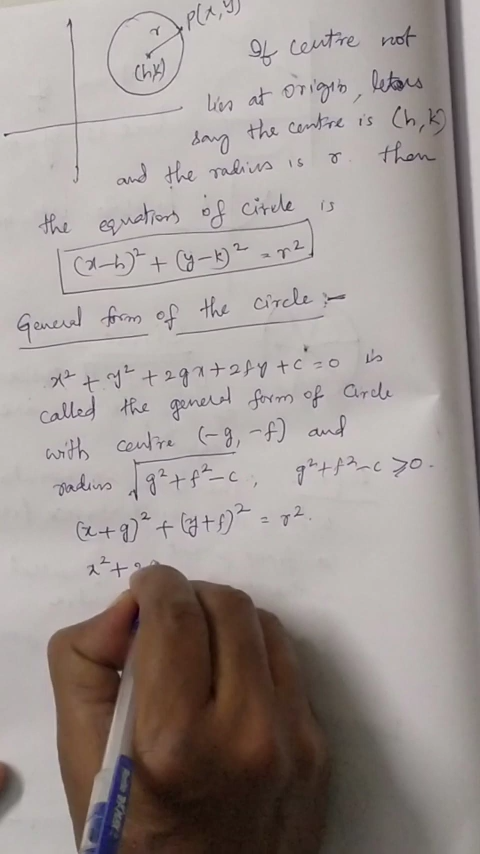 P(x, y)
r
(h,k)
If centre not
lies at origin, lets us
say the centre is (h, k)
and the radius is r. then
the equation of circle is
(x-h)² + (y-k)² = r²
General form of the circle :-
x² + y² + 2gx + 2fy + c = 0 is
called the general form of circle
with centre (-g, -f) and
radius √g²+f²-c, g²+f²-c ≥ 0.
(x+g)² + (y+f)² = r².
x² + 2g